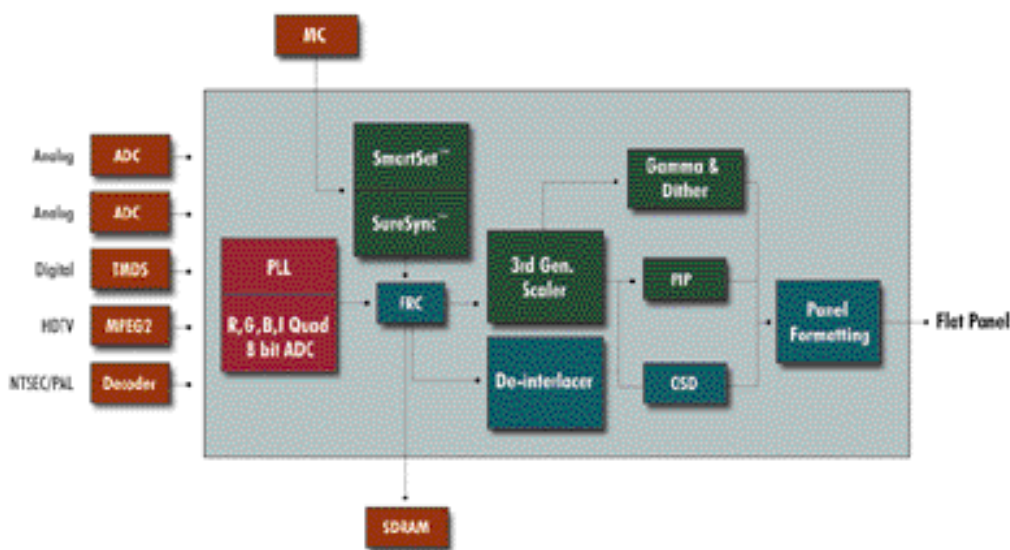 MC
Analog
ADC
SmartSet™
Gamma &
Dither
Analog
ADC
SureSync™
Digital
TMDS
PLL
3rd Gen.
Scaler
PIP
FRC
HDTV
MPEG2
R,G,B,I Quad
8 bit ADC
Panel
Formatting
Flat Panel
NTSEC/PAL
Decoder
De-interlacer
OSD
SDRAM